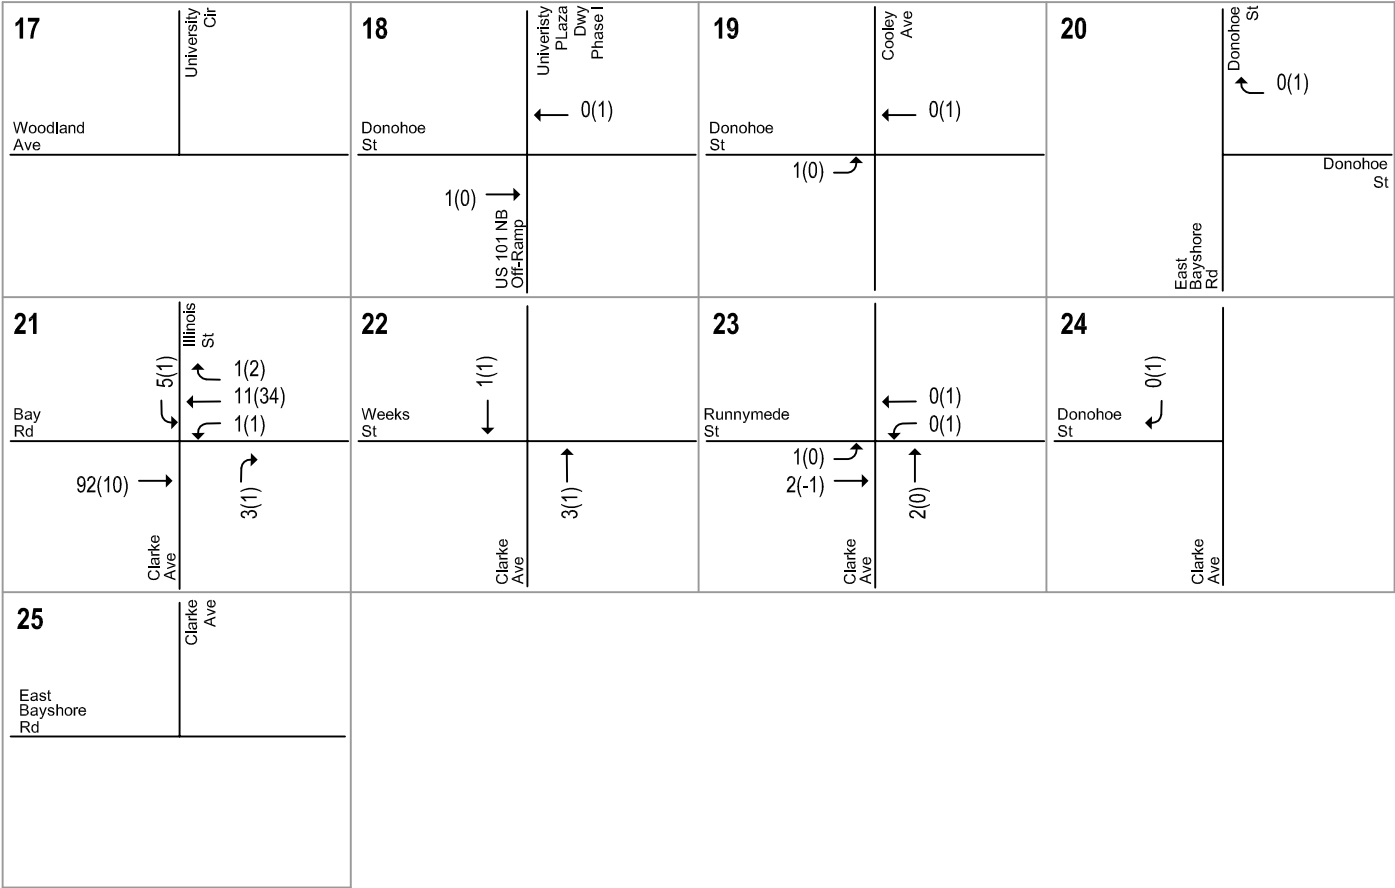 17
University
Cir
Woodland
Ave
18
Univeristy
PLaza
Dwy
Phase I
0(1)
Donohoe
St
1(0)
US 101 NB
Off-Ramp
19
Cooley
Ave
0(1)
Donohoe
St
1(0)
20
Donohoe
St
0(1)
Donohoe
St
East
Bayshore
Rd
21
Illinois
St
5(1)
1(2)
11(34)
1(1)
Bay
Rd
92(10)
3(1)
Clarke
Ave
22
1(1)
Weeks
St
3(1)
Clarke
Ave
23
0(1)
0(1)
Runnymede
St
1(0)
2(-1)
2(0)
Clarke
Ave
24
0(1)
Donohoe
St
Clarke
Ave
25
Clarke
Ave
East
Bayshore
Rd